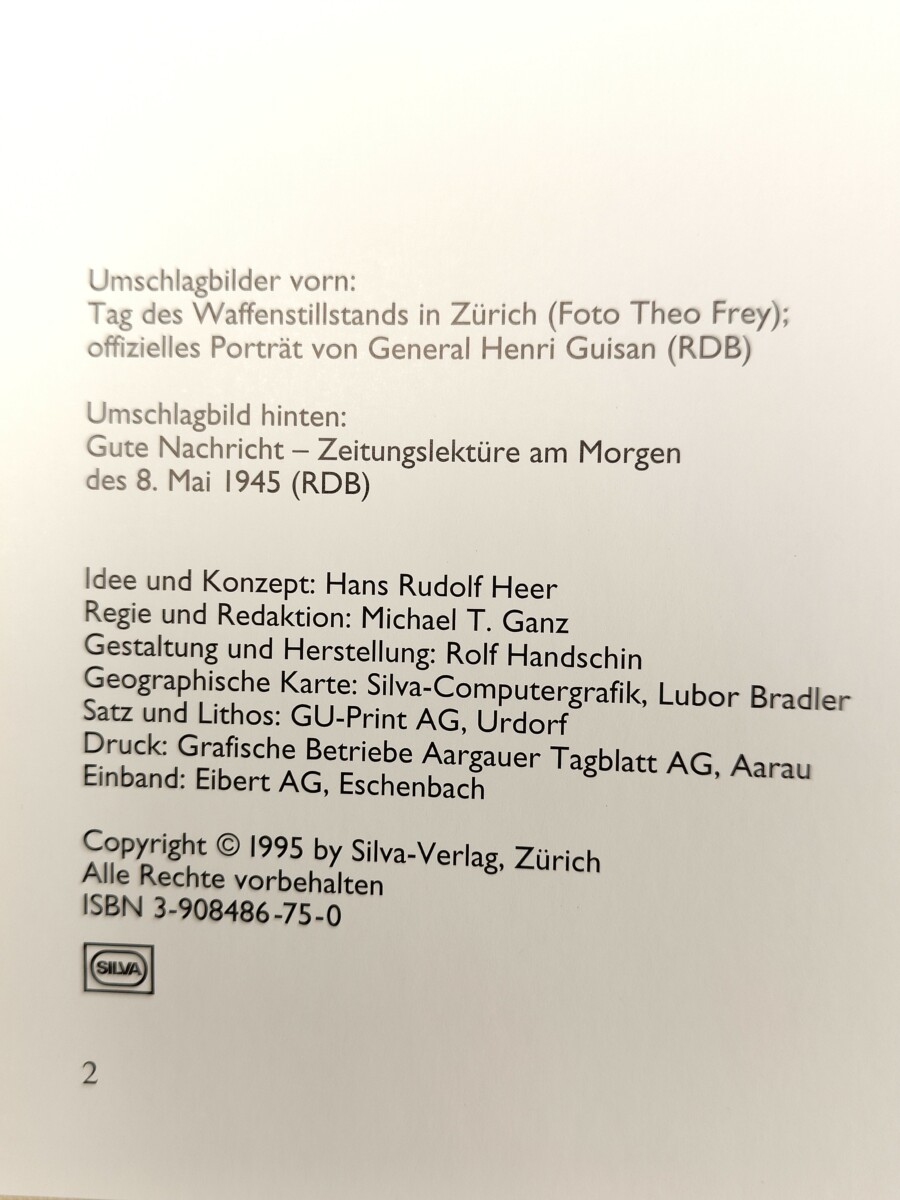 Umschlagbilder vorn:
Tag des Waffenstillstands in Zürich (Foto Theo Frey);
offizielles Porträt von General Henri Guisan (RDB)
Umschlagbild hinten:
Gute Nachricht – Zeitungslektüre am Morgen
des 8. Mai 1945 (RDB)
Idee und Konzept: Hans Rudolf Heer
Regie und Redaktion: Michael T. Ganz
Gestaltung und Herstellung: Rolf Handschin
Geographische Karte: Silva-Computergrafik, Lubor Bradler
Satz und Lithos: GU-Print AG, Urdorf
Druck: Grafische Betriebe Aargauer Tagblatt AG, Aarau
Einband: Eibert AG, Eschenbach
Copyright © 1995 by Silva-Verlag, Zürich
Alle Rechte vorbehalten
ISBN 3-908486-75-0
SILVA
2